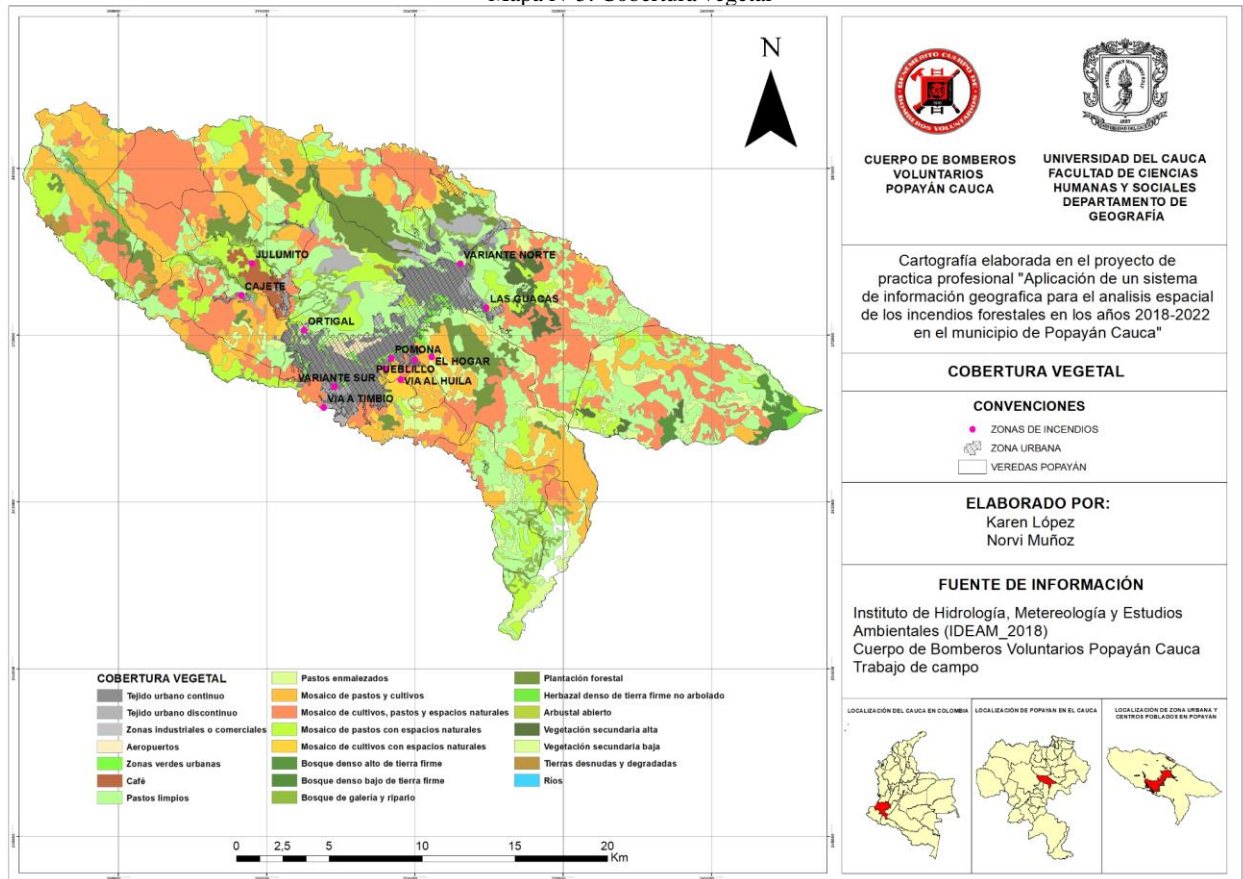 Mapa N°3. Cobertura vegetal
N
JULUMITO
CAJETE
ORTIGAL
VARIANTE NORTE
LAS GUACAS
POMONA
EL HOGAR
PUEBLILLO
VARIANTE SUR
VIA AL HUILA
VIA A TIMBIO
COBERTURA VEGETAL
Tejido urbano continuo
Tejido urbano discontinuo
Zonas industriales o comerciales
Aeropuertos
Zonas verdes urbanas
Café
Pastos limpios
Pastos enmalezados
Mosaico de pastos y cultivos
Mosaico de cultivos, pastos y espacios naturales
Mosaico de pastos con espacios naturales
Mosaico de cultivos con espacios naturales
Bosque denso alto de tierra firme
Bosque denso bajo de tierra firme
Bosque de galería y ripario
Plantación forestal
Herbazal denso de tierra firme no arbolado
Arbustal abierto
Vegetación secundaria alta
Vegetación secundaria baja
Tierras desnudas y degradadas
Ríos
0 2,5 5 10 15 20
Km
BENEMÉRITO CUERPO DE
BOMBEROS VOLUNTARIOS
CUERPO DE BOMBEROS
VOLUNTARIOS
POPAYÁN CAUCA
UNIVERSIDAD DEL CAUCA
FACULTAD DE CIENCIAS
HUMANAS Y SOCIALES
DEPARTAMENTO DE
GEOGRAFÍA
Cartografía elaborada en el proyecto de
practica profesional "Aplicación de un sistema
de información geografica para el analisis espacial
de los incendios forestales en los años 2018-2022
en el municipio de Popayán Cauca"
COBERTURA VEGETAL
CONVENCIONES
ZONAS DE INCENDIOS
ZONA URBANA
VEREDAS POPAYÁN
ELABORADO POR:
Karen López
Norvi Muñoz
FUENTE DE INFORMACIÓN
Instituto de Hidrología, Metereología y Estudios
Ambientales (IDEAM_2018)
Cuerpo de Bomberos Voluntarios Popayán Cauca
Trabajo de campo
LOCALIZACIÓN DEL CAUCA EN COLOMBIA
LOCALIZACIÓN DE POPAYAN EN EL CAUCA
LOCALIZACIÓN DE ZONA URBANA Y
CENTROS POBLADOS EN POPAYÁN